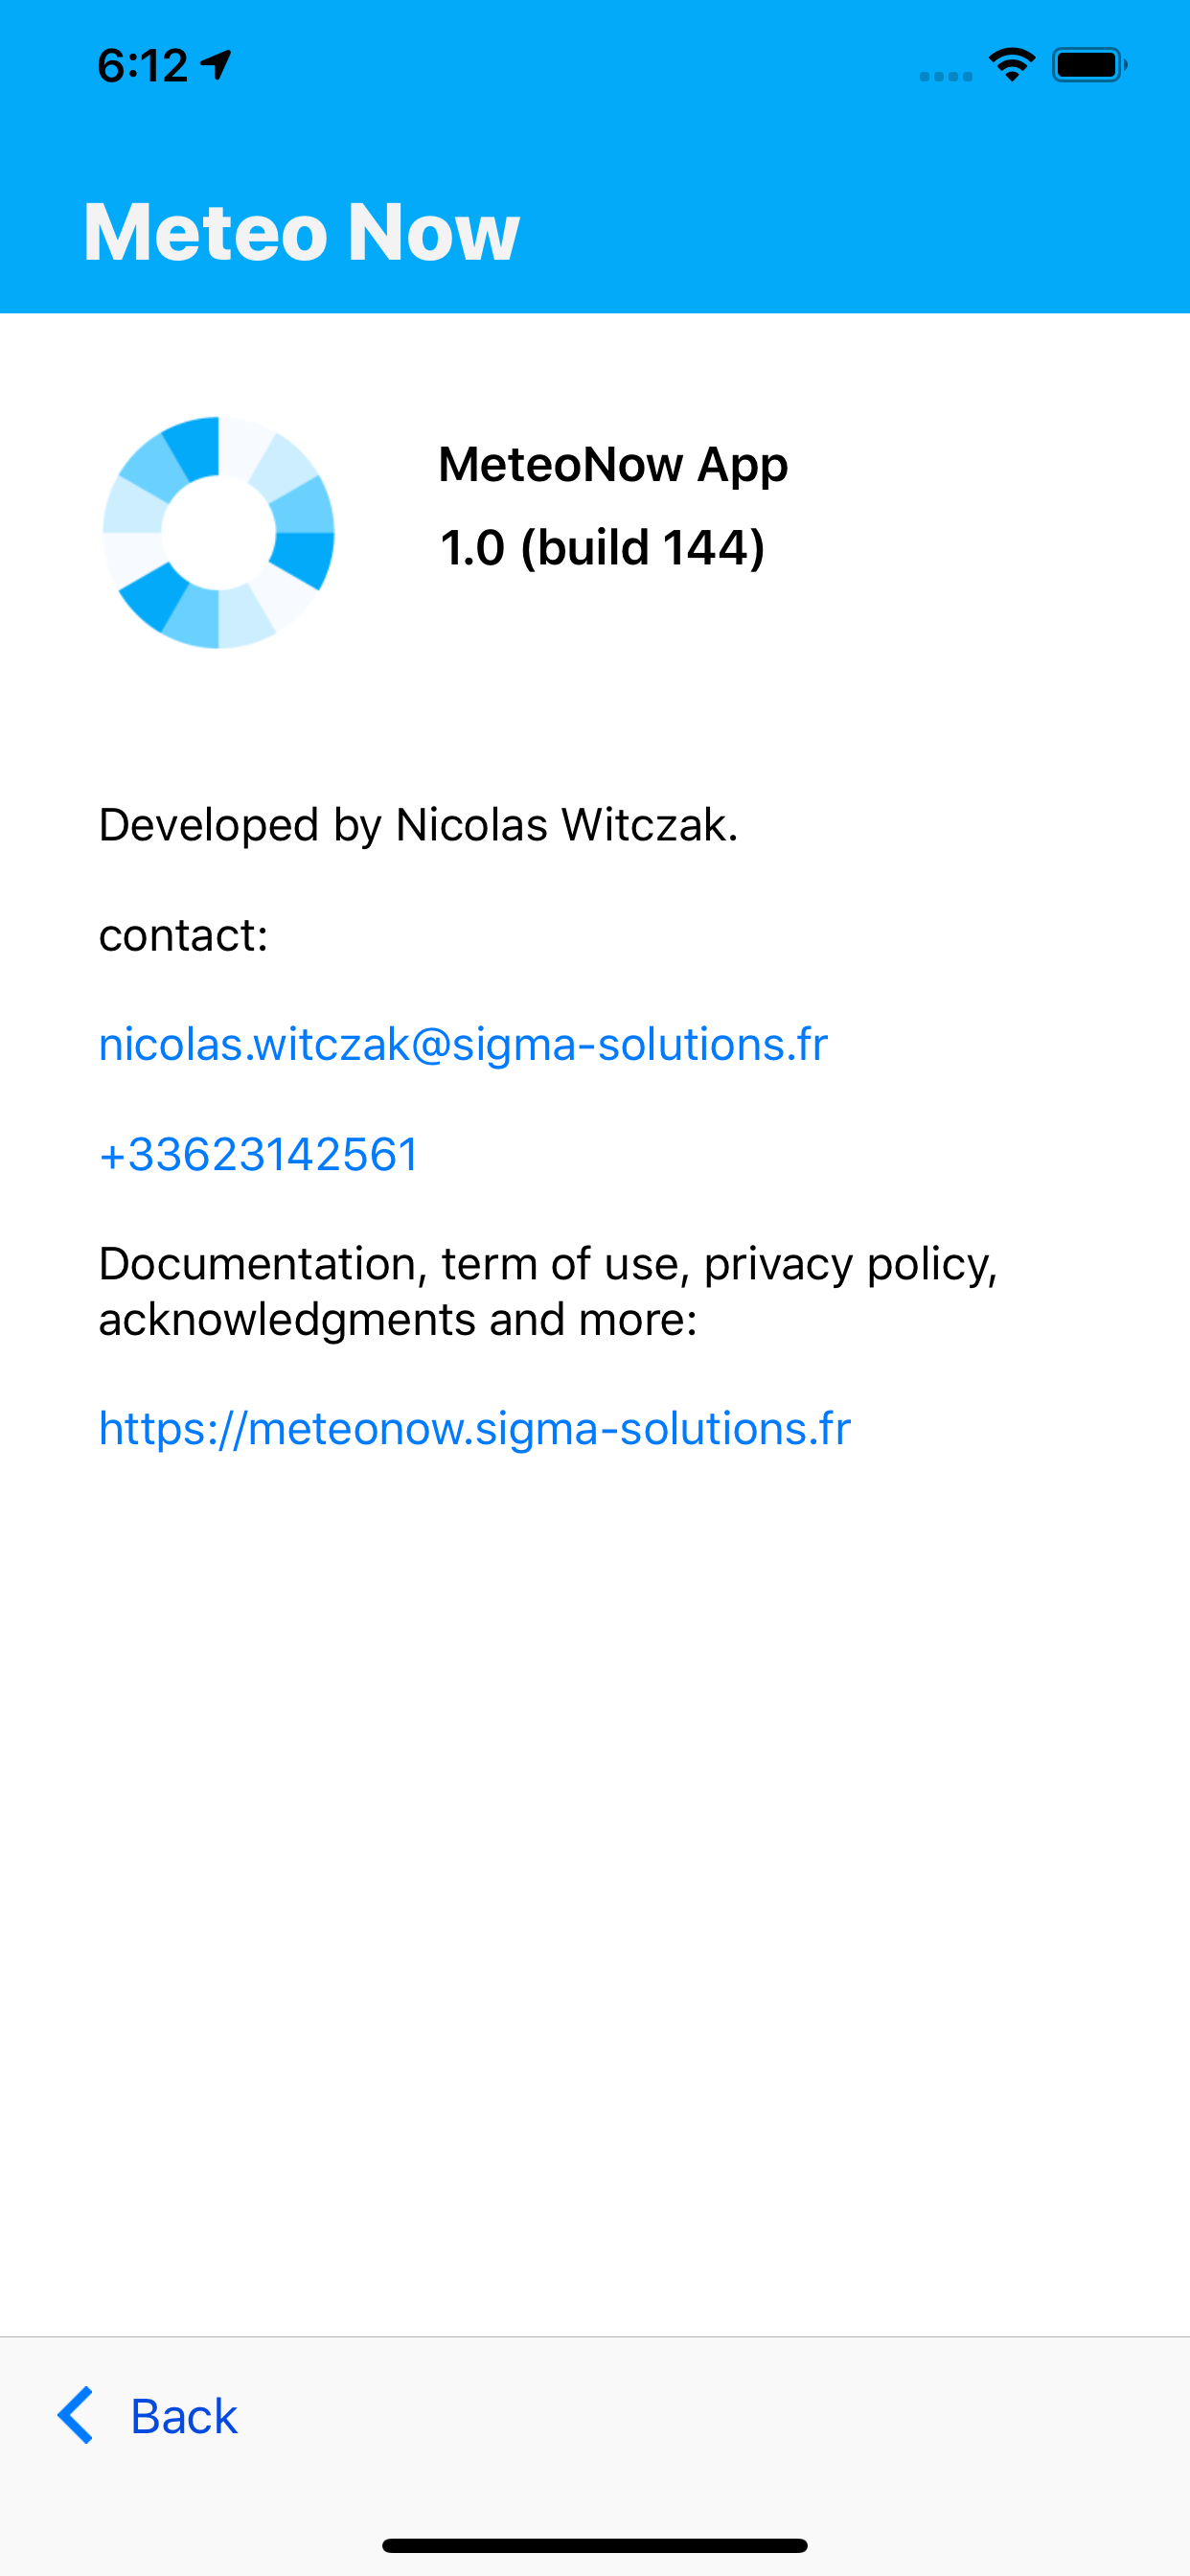 6:12
Meteo Now
MeteoNow App
1.0 (build 144)
Developed by Nicolas Witczak.
contact:
nicolas.witczak@sigma-solutions.fr
+33623142561
Documentation, term of use, privacy policy,
acknowledgments and more:
https://meteonow.sigma-solutions.fr
Back